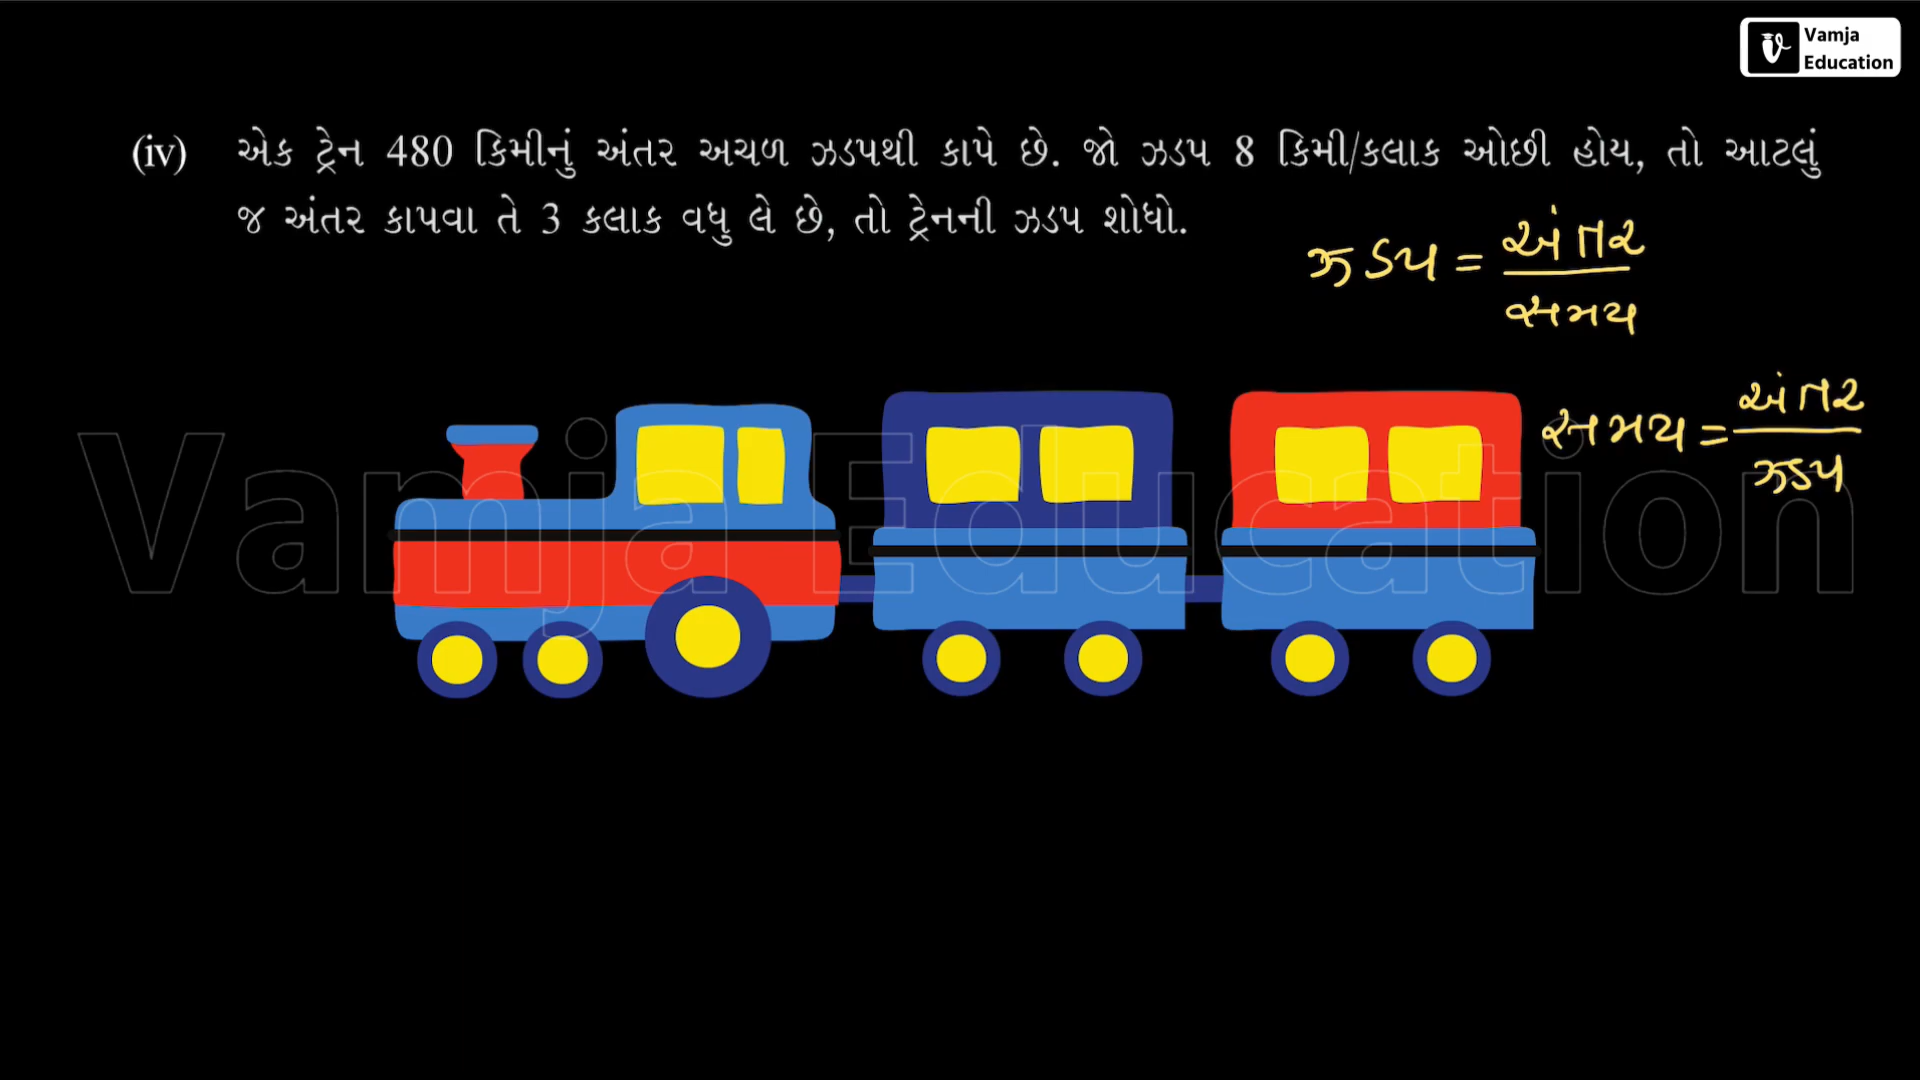 Vamja
Education
(iv) એક ટ્રેન 480 કિમીનું અંતર અચળ ઝડપથી કાપે છે. જો ઝડપ 8 કિમી/કલાક ઓછી હોય, તો આટલું
જ અંતર કાપવા તે 3 કલાક વધુ લે છે, તો ટ્રેનની ઝડપ શોધો.
ઝડપ = અંતર
સમય
સમય = અંતર
ઝડપ
Vamja Education